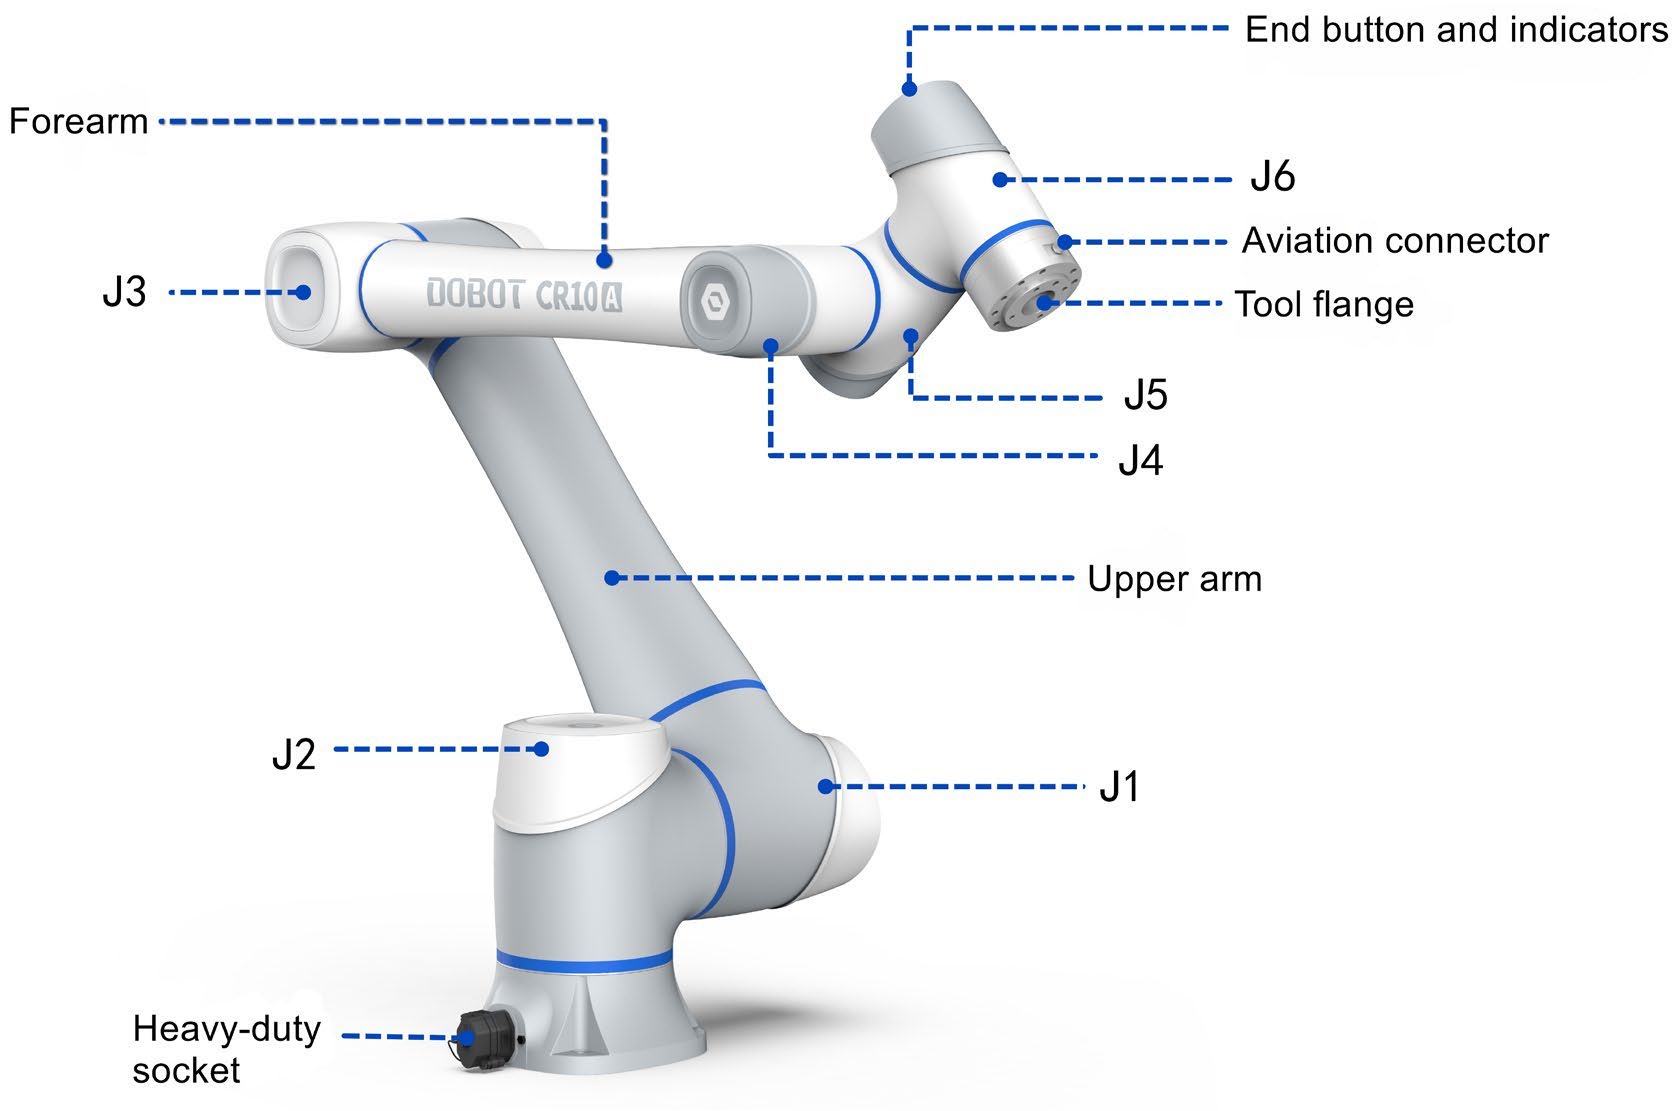 End button and indicators
Forearm
J6
Aviation connector
J3
DOBOT CR10A
Tool flange
J5
J4
Upper arm
J2
J1
Heavy-duty
socket